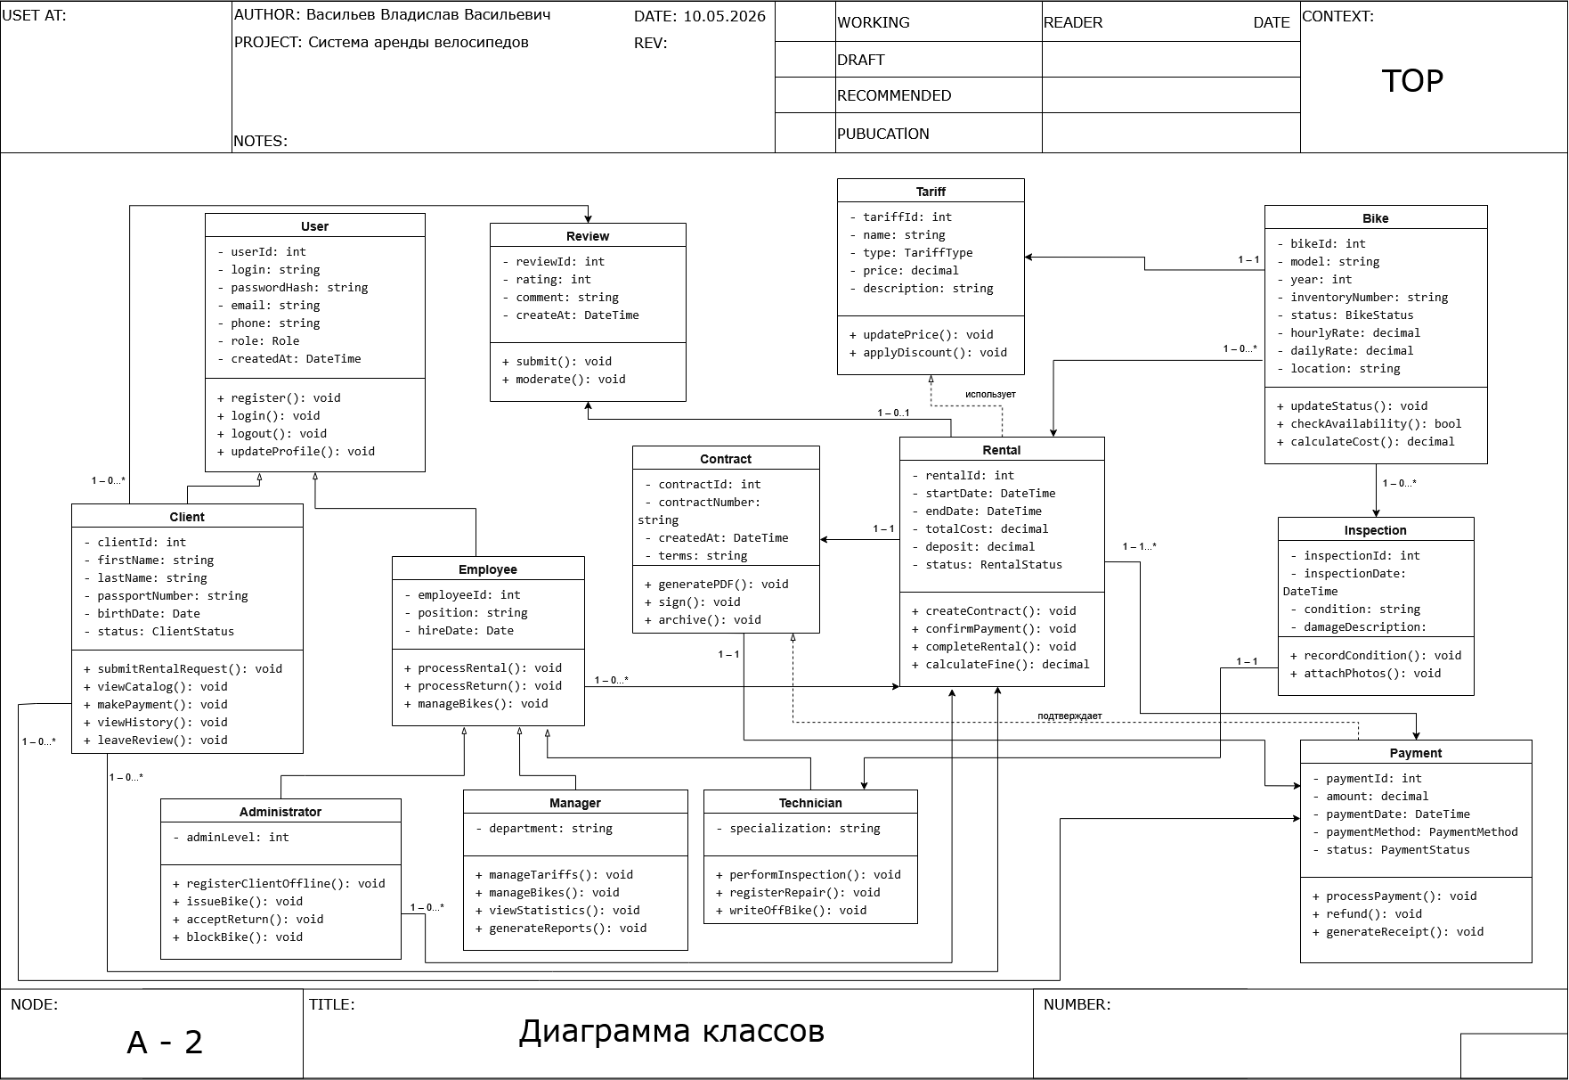 USET AT:
AUTHOR: Васильев Владислав Васильевич
DATE: 10.05.2026
PROJECT: Система аренды велосипедов
REV:
NOTES:
WORKING
READER
DATE
DRAFT
RECOMMENDED
PUBUCATION
CONTEXT:
TOP
User
- userId: int
- login: string
- passwordHash: string
- email: string
- phone: string
- role: Role
- createdAt: DateTime
+ register(): void
+ login(): void
+ logout(): void
+ updateProfile(): void
Review
- reviewId: int
- rating: int
- comment: string
- createAt: DateTime
+ submit(): void
+ moderate(): void
Tariff
- tariffId: int
- name: string
- type: TariffType
- price: decimal
- description: string
+ updatePrice(): void
+ applyDiscount(): void
Bike
- bikeId: int
- model: string
- year: int
- inventoryNumber: string
- status: BikeStatus
- hourlyRate: decimal
- dailyRate: decimal
- location: string
+ updateStatus(): void
+ checkAvailability(): bool
+ calculateCost(): decimal
1 – 1
1 – 0...*
использует
1 – 0..1
1 – 0...*
1 – 0...*
Client
- clientId: int
- firstName: string
- lastName: string
- passportNumber: string
- birthDate: Date
- status: ClientStatus
+ submitRentalRequest(): void
+ viewCatalog(): void
+ makePayment(): void
+ viewHistory(): void
+ leaveReview(): void
Employee
- employeeId: int
- position: string
- hireDate: Date
+ processRental(): void
+ processReturn(): void
+ manageBikes(): void
Contract
- contractId: int
- contractNumber:
string
- createdAt: DateTime
- terms: string
+ generatePDF(): void
+ sign(): void
+ archive(): void
Rental
- rentalId: int
- startDate: DateTime
- endDate: DateTime
- totalCost: decimal
- deposit: decimal
- status: RentalStatus
+ createContract(): void
+ confirmPayment(): void
+ completeRental(): void
+ calculateFine(): decimal
Inspection
- inspectionId: int
- inspectionDate:
DateTime
- condition: string
- damageDescription:
+ recordCondition(): void
+ attachPhotos(): void
1 – 1
1 – 1...*
1 – 1
1 – 1
1 – 0...*
подтверждает
1 – 0...*
1 – 0...*
Administrator
- adminLevel: int
+ registerClientOffline(): void
+ issueBike(): void
+ acceptReturn(): void
+ blockBike(): void
1 – 0...*
Manager
- department: string
+ manageTariffs(): void
+ manageBikes(): void
+ viewStatistics(): void
+ generateReports(): void
Technician
- specialization: string
+ performInspection(): void
+ registerRepair(): void
+ writeOffBike(): void
Payment
- paymentId: int
- amount: decimal
- paymentDate: DateTime
- paymentMethod: PaymentMethod
- status: PaymentStatus
+ processPayment(): void
+ refund(): void
+ generateReceipt(): void
NODE:
A - 2
TITLE:
Диаграмма классов
NUMBER: